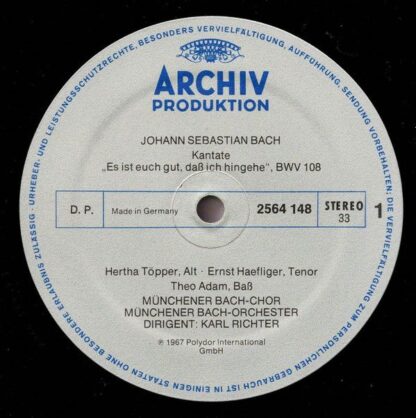 ARCHIV
PRODUKTION
JOHANN SEBASTIAN BACH
Kantate
„Es ist euch gut, daß ich hingehe“, BWV 108
D. P. Made in Germany 2564 148 STEREO 33 1
Hertha Töpper, Alt · Ernst Haefliger, Tenor
Theo Adam, Baß
MÜNCHENER BACH-CHOR
MÜNCHENER BACH-ORCHESTER
DIRIGENT: KARL RICHTER
℗ 1967 Polydor International
GmbH
URHEBER- UND LEISTUNGSSCHUTZRECHTE, BESONDERS VERVIELFÄLTIGUNG, AUFFÜHRUNG, SENDUNG VORBEHALTEN; DIE VERVIELFÄLTIGUNG ZUM PERSÖNLICHEN GEBRAUCH IST IN EINIGEN STAATEN OHNE BESONDERE ERLAUBNIS ZULÄSSIG ·